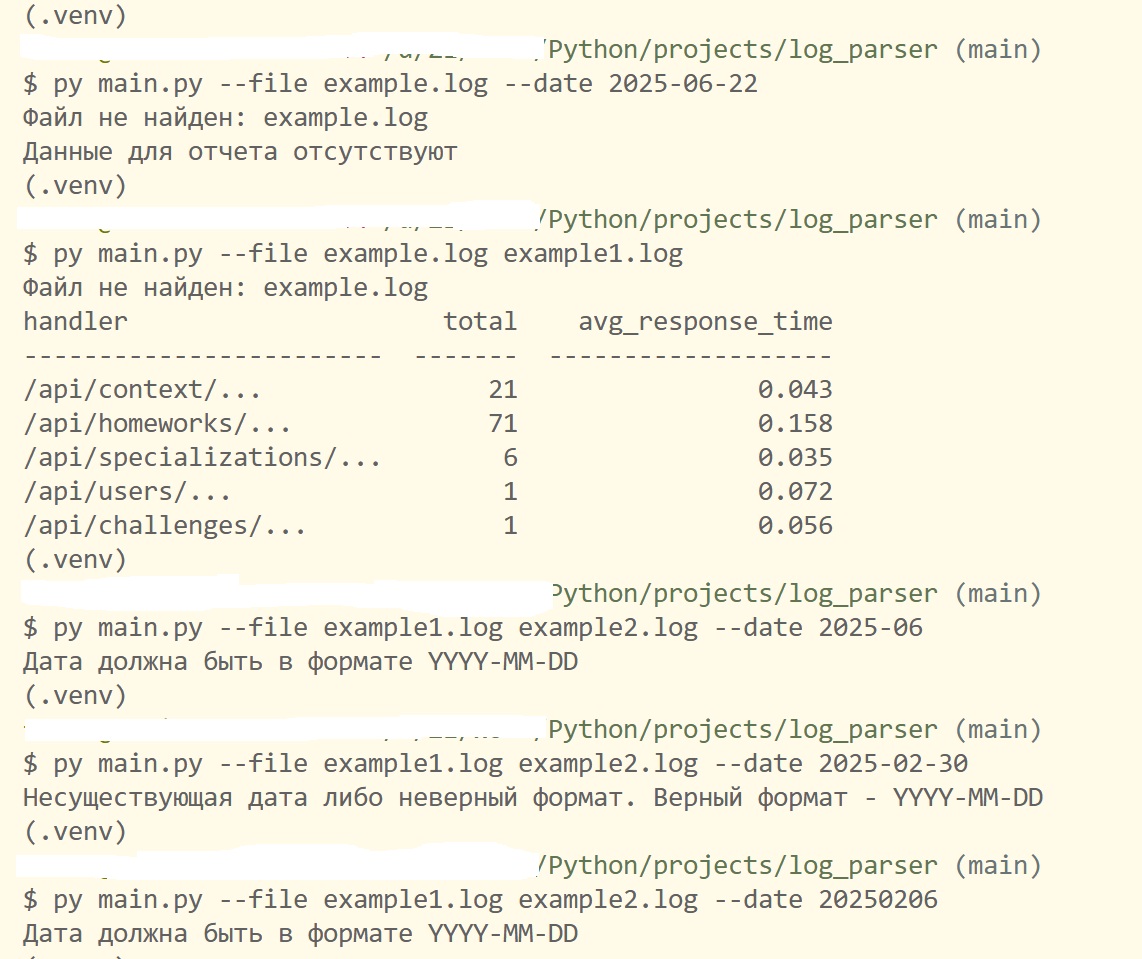 (.venv)
/Python/projects/log_parser (main)
$ py main.py --file example.log --date 2025-06-22
Файл не найден: example.log
Данные для отчета отсутствуют
(.venv)
/Python/projects/log_parser (main)
$ py main.py --file example.log example1.log
Файл не найден: example.log
handler total avg_response_time
------------------------ ------- -------------------
/api/context/... 21 0.043
/api/homeworks/... 71 0.158
/api/specializations/... 6 0.035
/api/users/... 1 0.072
/api/challenges/... 1 0.056
(.venv)
Python/projects/log_parser (main)
$ py main.py --file example1.log example2.log --date 2025-06
Дата должна быть в формате YYYY-MM-DD
(.venv)
/Python/projects/log_parser (main)
$ py main.py --file example1.log example2.log --date 2025-02-30
Несуществующая дата либо неверный формат. Верный формат - YYYY-MM-DD
(.venv)
/Python/projects/log_parser (main)
$ py main.py --file example1.log example2.log --date 20250206
Дата должна быть в формате YYYY-MM-DD